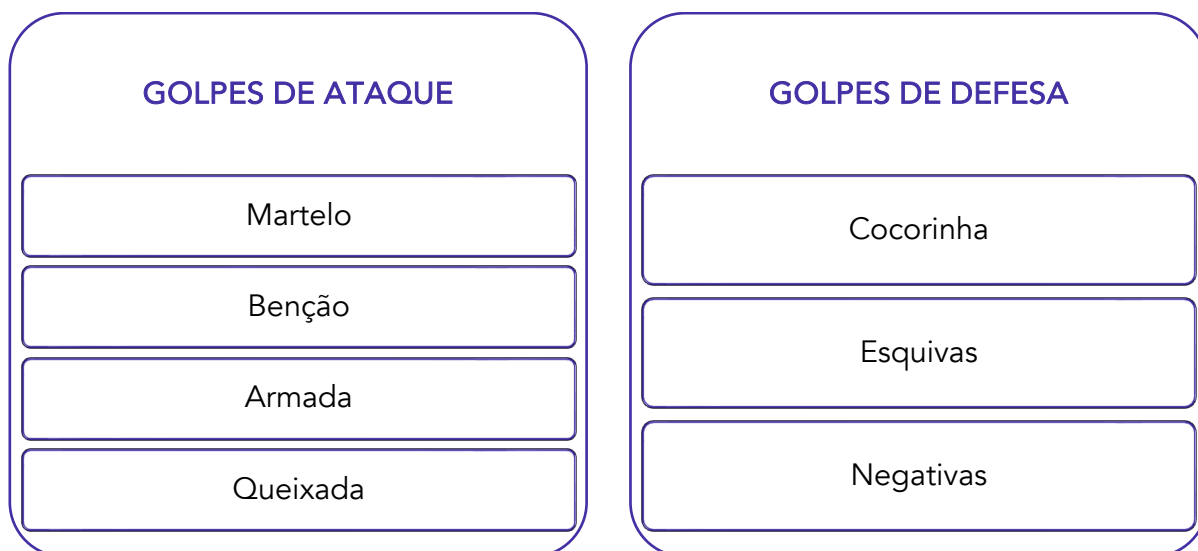 GOLPES DE ATAQUE
Martelo
Benção
Armada
Queixada
GOLPES DE DEFESA
Cocorinha
Esquivas
Negativas